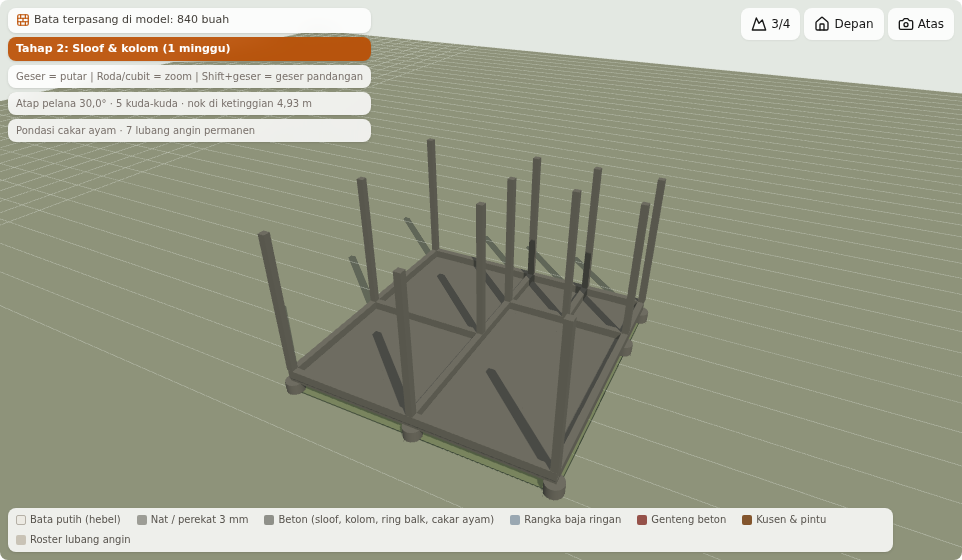 Bata terpasang di model: 840 buah
Tahap 2: Sloof & kolom (1 minggu)
Geser = putar | Roda/cubit = zoom | Shift+geser = geser pandangan
Atap pelana 30,0° · 5 kuda-kuda · nok di ketinggian 4,93 m
Pondasi cakar ayam · 7 lubang angin permanen
3/4
Depan
Atas
Bata putih (hebel)
Nat / perekat 3 mm
Beton (sloof, kolom, ring balk, cakar ayam)
Rangka baja ringan
Genteng beton
Kusen & pintu
Roster lubang angin